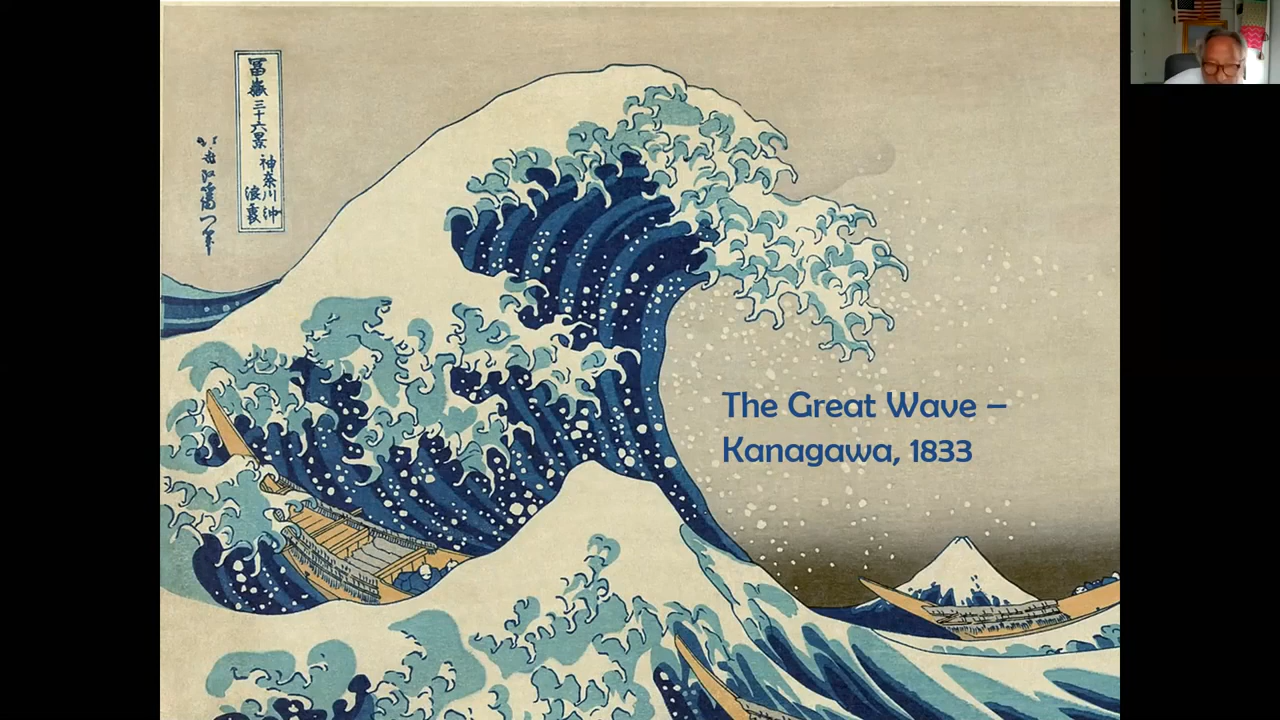 冨嶽三十六景
神奈川沖
浪裏
The Great Wave –
Kanagawa, 1833